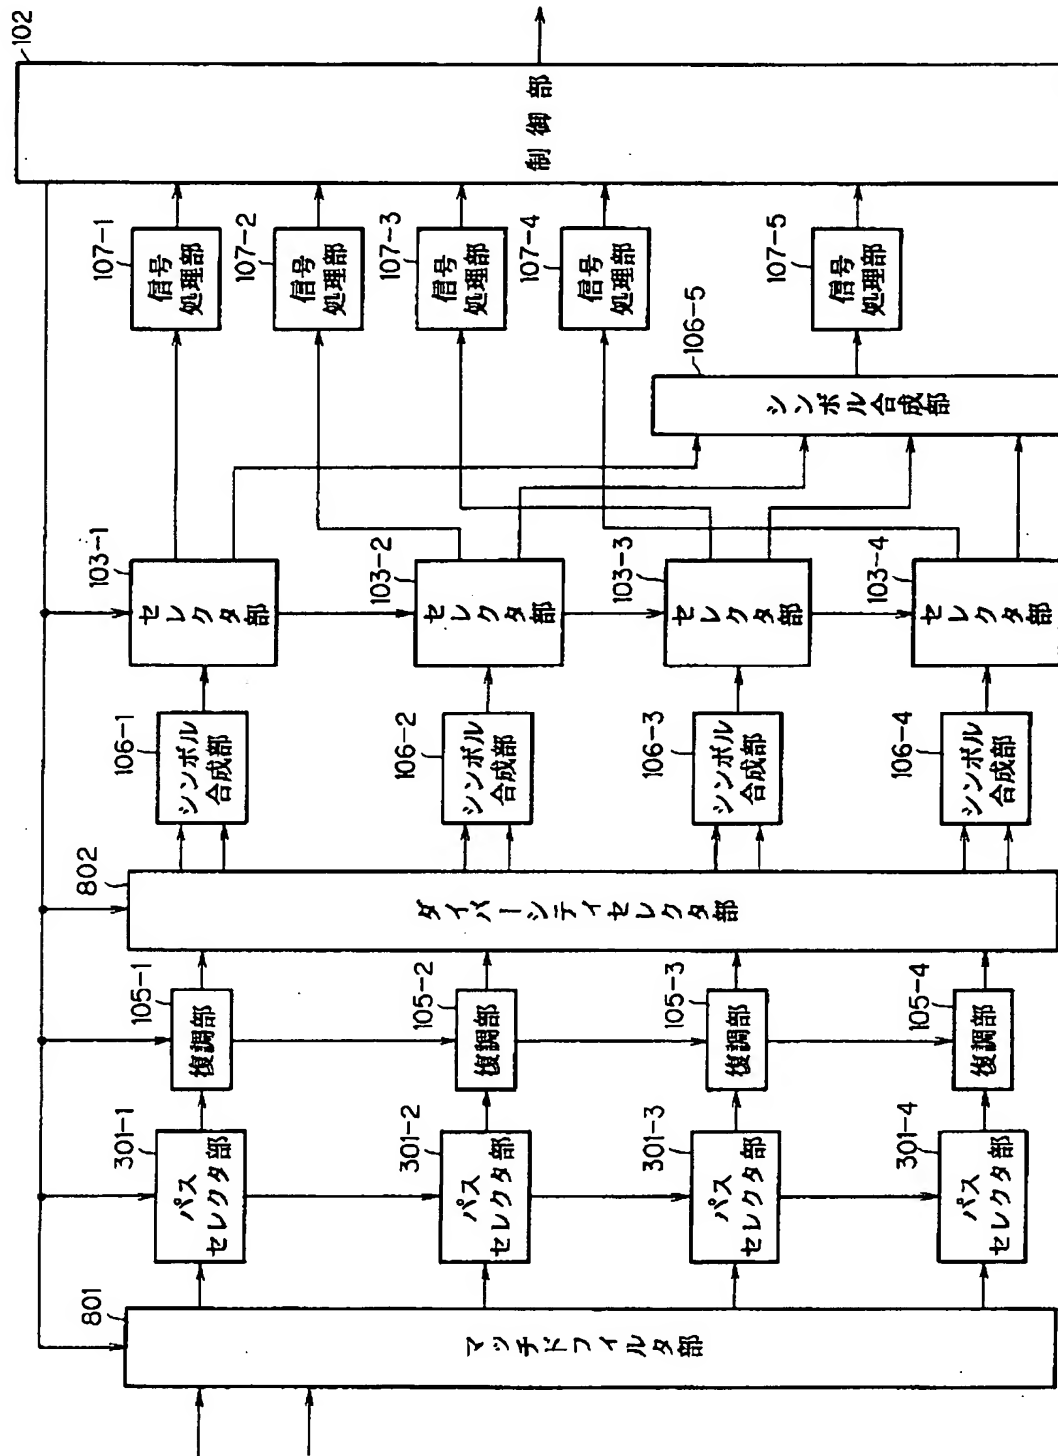 801
マッチドフィルタ部
301-1
パス
セレクタ部
301-2
パス
セレクタ部
301-3
パス
セレクタ部
301-4
パス
セレクタ部
105-1
復調部
105-2
復調部
105-3
復調部
105-4
復調部
802
ダイバーシティセレクタ部
106-1
シンボル
合成部
106-2
シンボル
合成部
106-3
シンボル
合成部
106-4
シンボル
合成部
103-1
セレクタ部
103-2
セレクタ部
103-3
セレクタ部
103-4
セレクタ部
106-5
シンボル合成部
107-1
信号
処理部
107-2
信号
処理部
107-3
信号
処理部
107-4
信号
処理部
107-5
信号
処理部
102
制御部